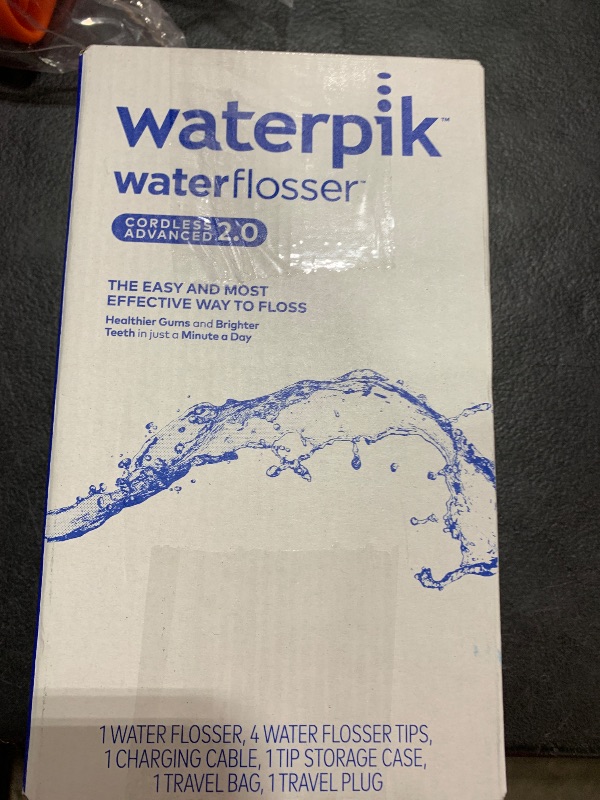 waterpik™
waterflosser™
CORDLESS
ADVANCED 2.0
THE EASY AND MOST
EFFECTIVE WAY TO FLOSS
Healthier Gums and Brighter
Teeth in just a Minute a Day
1 WATER FLOSSER, 4 WATER FLOSSER TIPS,
1 CHARGING CABLE, 1 TIP STORAGE CASE,
1 TRAVEL BAG, 1 TRAVEL PLUG